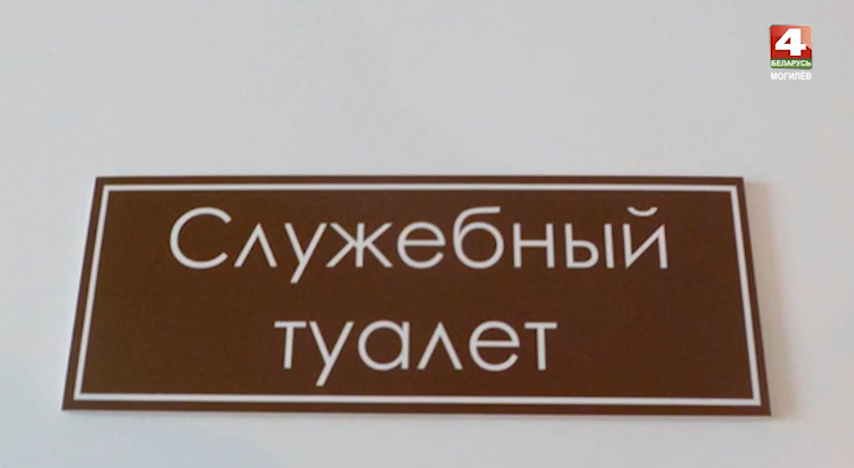 4
БЕЛАРУСЬ
МОГИЛЁВ
Служебный
туалет